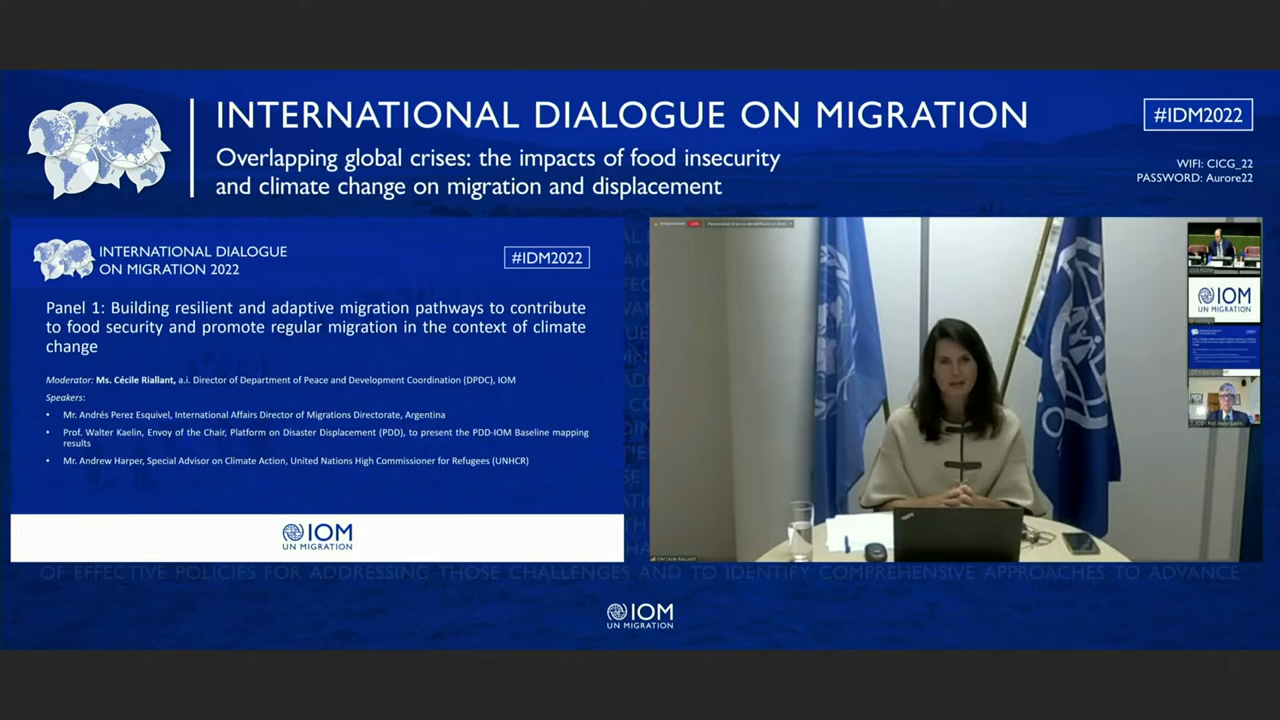 INTERNATIONAL DIALOGUE ON MIGRATION
Overlapping global crises: the impacts of food insecurity
and climate change on migration and displacement
#IDM2022
WIFI: CICG_22
PASSWORD: Aurore22
INTERNATIONAL DIALOGUE
ON MIGRATION 2022
#IDM2022
Panel 1: Building resilient and adaptive migration pathways to contribute
to food security and promote regular migration in the context of climate
change
Moderator: Ms. Cécile Riallant, a.i. Director of Department of Peace and Development Coordination (DPDC), IOM
Speakers:
• Mr. Andrés Perez Esquivel, International Affairs Director of Migrations Directorate, Argentina
• Prof. Walter Kaelin, Envoy of the Chair, Platform on Disaster Displacement (PDD), to present the PDD-IOM Baseline mapping
results
• Mr. Andrew Harper, Special Advisor on Climate Action, United Nations High Commissioner for Refugees (UNHCR)
IOM
UN MIGRATION
LIVE
IOM
UN MIGRATION
OF EFFECTIVE POLICIES FOR ADDRESSING THOSE CHALLENGES AND TO IDENTIFY COMPREHENSIVE APPROACHES TO ADVANCE
IOM
UN MIGRATION